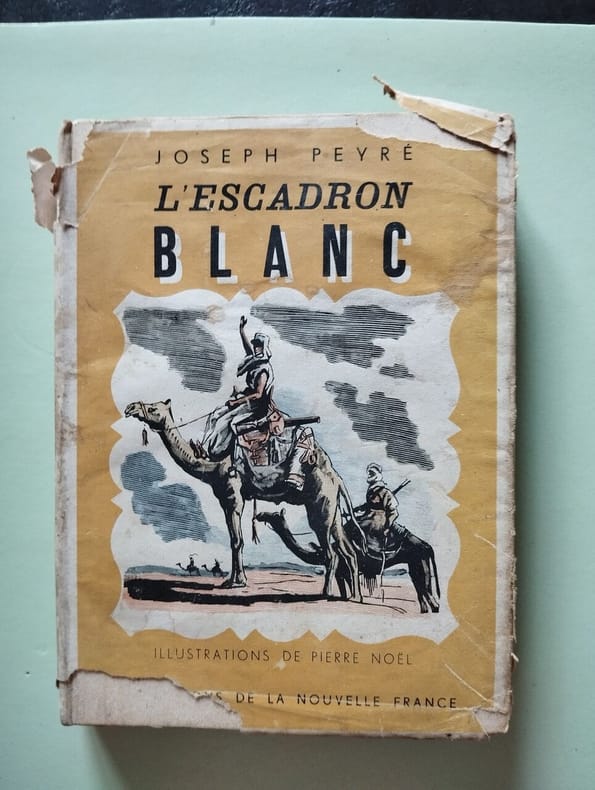 JOSEPH PEYRÉ
L'ESCADRON
BLANC
ILLUSTRATIONS DE PIERRE NOËL
DE LA NOUVELLE FRANCE